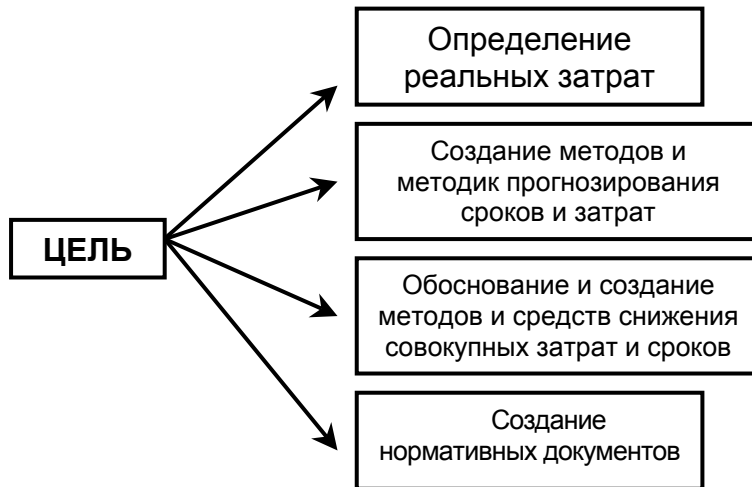 Определение
реальных затрат
Создание методов и
методик прогнозирования
сроков и затрат
ЦЕЛЬ
Обоснование и создание
методов и средств снижения
совокупных затрат и сроков
Создание
нормативных документов